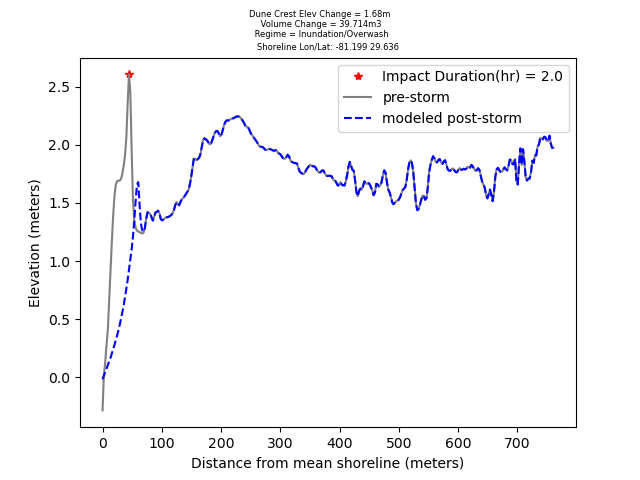 Dune Crest Elev Change = 1.68m
Volume Change = 39.714m3
Regime = Inundation/Overwash
Shoreline Lon/Lat: -81.199 29.636
Impact Duration(hr) = 2.0
pre-storm
modeled post-storm
Elevation (meters)
2.5
2.0
1.5
1.0
0.5
0.0
0 100 200 300 400 500 600 700
Distance from mean shoreline (meters)